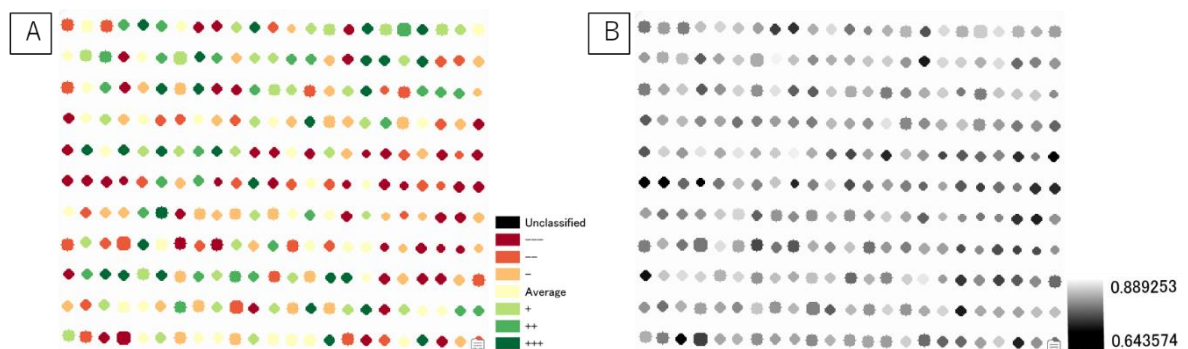 A
B
Unclassified
---
--
-
Average
+
++
+++
0.889253
0.643574